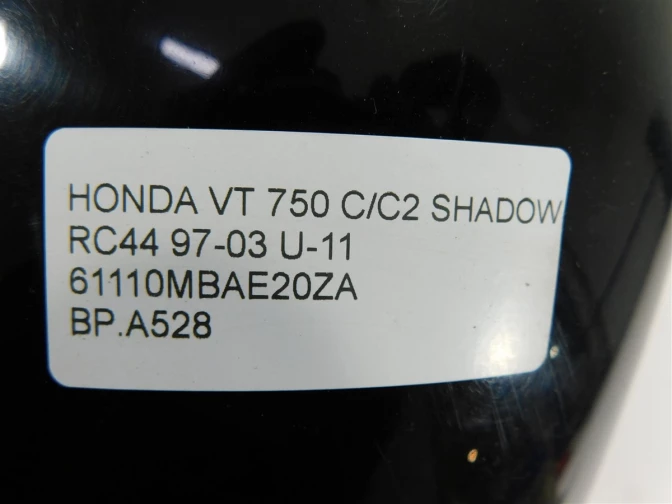 HONDA VT 750 C/C2 SHADOW
RC44 97-03 U-11
61110MBAE20ZA
BP.A528